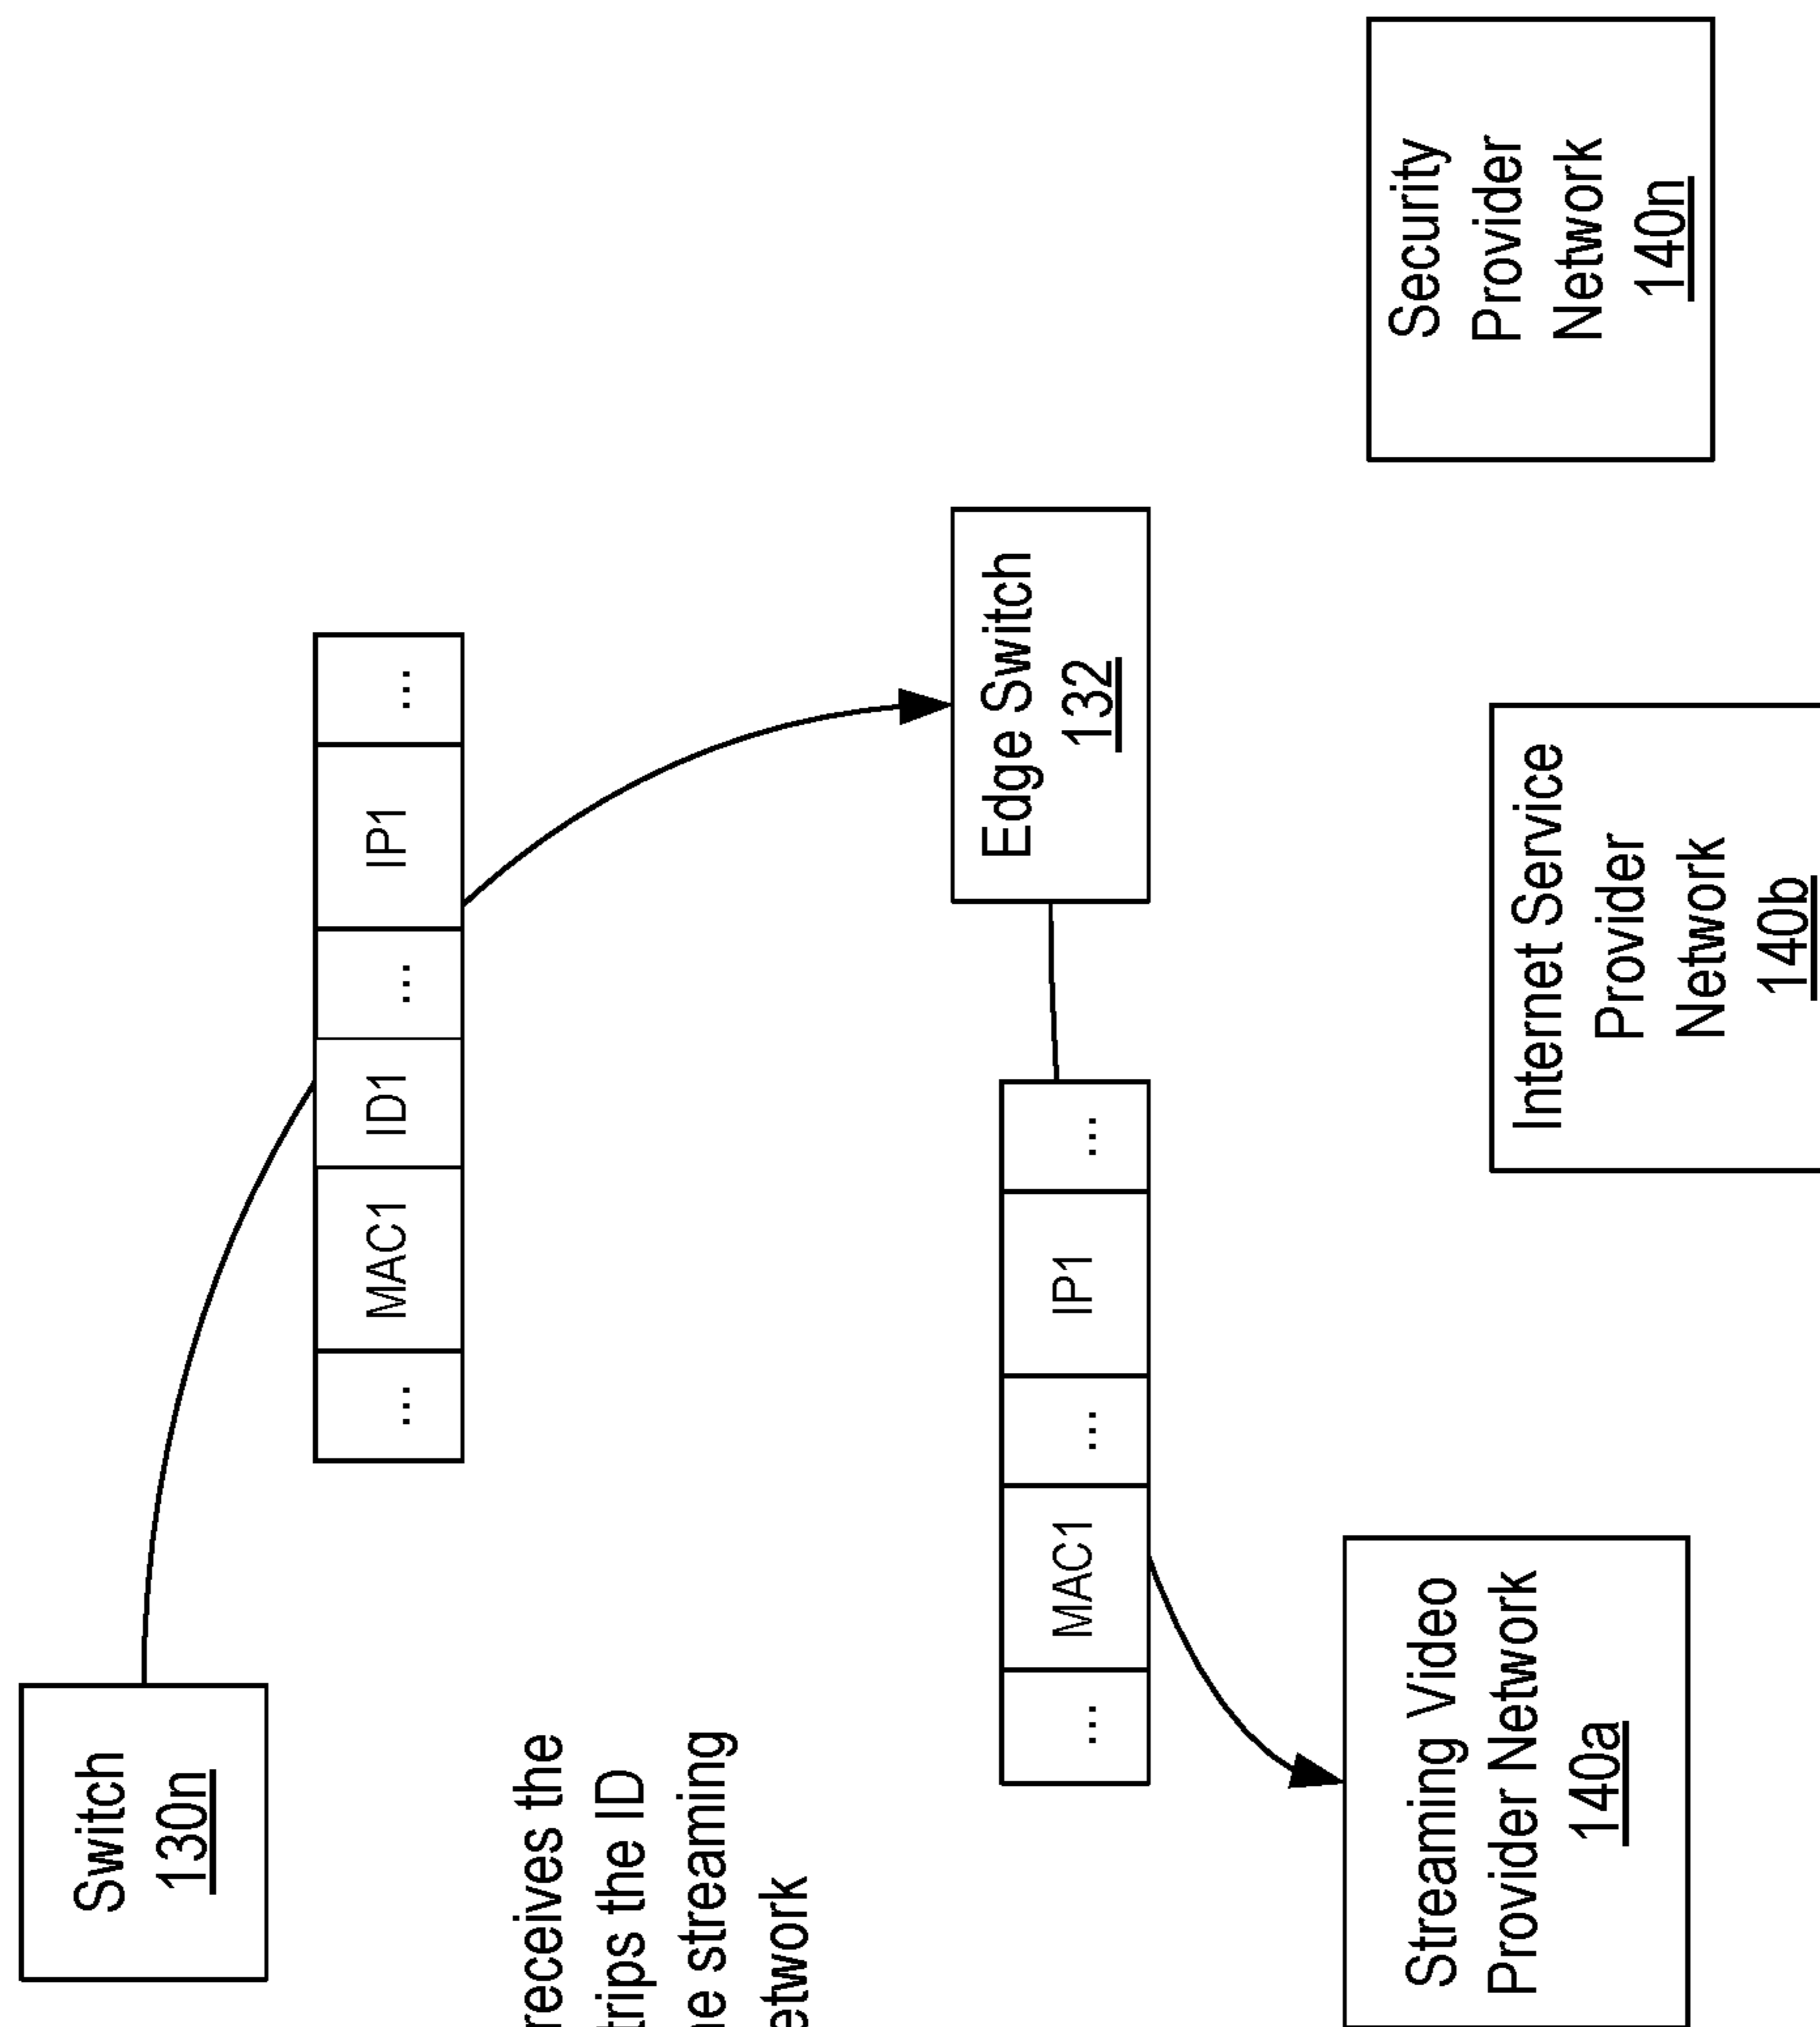 Switch
130n
... MAC1 ID1 ... IP1 ...
receives the
trips the ID
streaming
etwork
Edge Switch
132
... MAC1 ... IP1 ...
Streaming Video
Provider Network
140a
Internet Service
Provider
Network
140b
Security
Provider
Network
140n